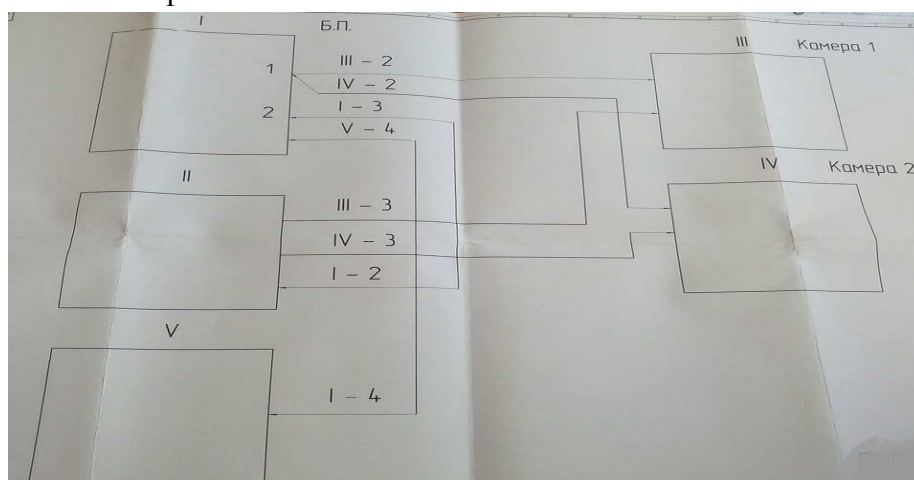 I
Б.П.
III
Камера 1
1
III – 2
IV – 2
2
I – 3
V – 4
IV
Камера 2
II
III – 3
IV – 3
I – 2
V
I – 4